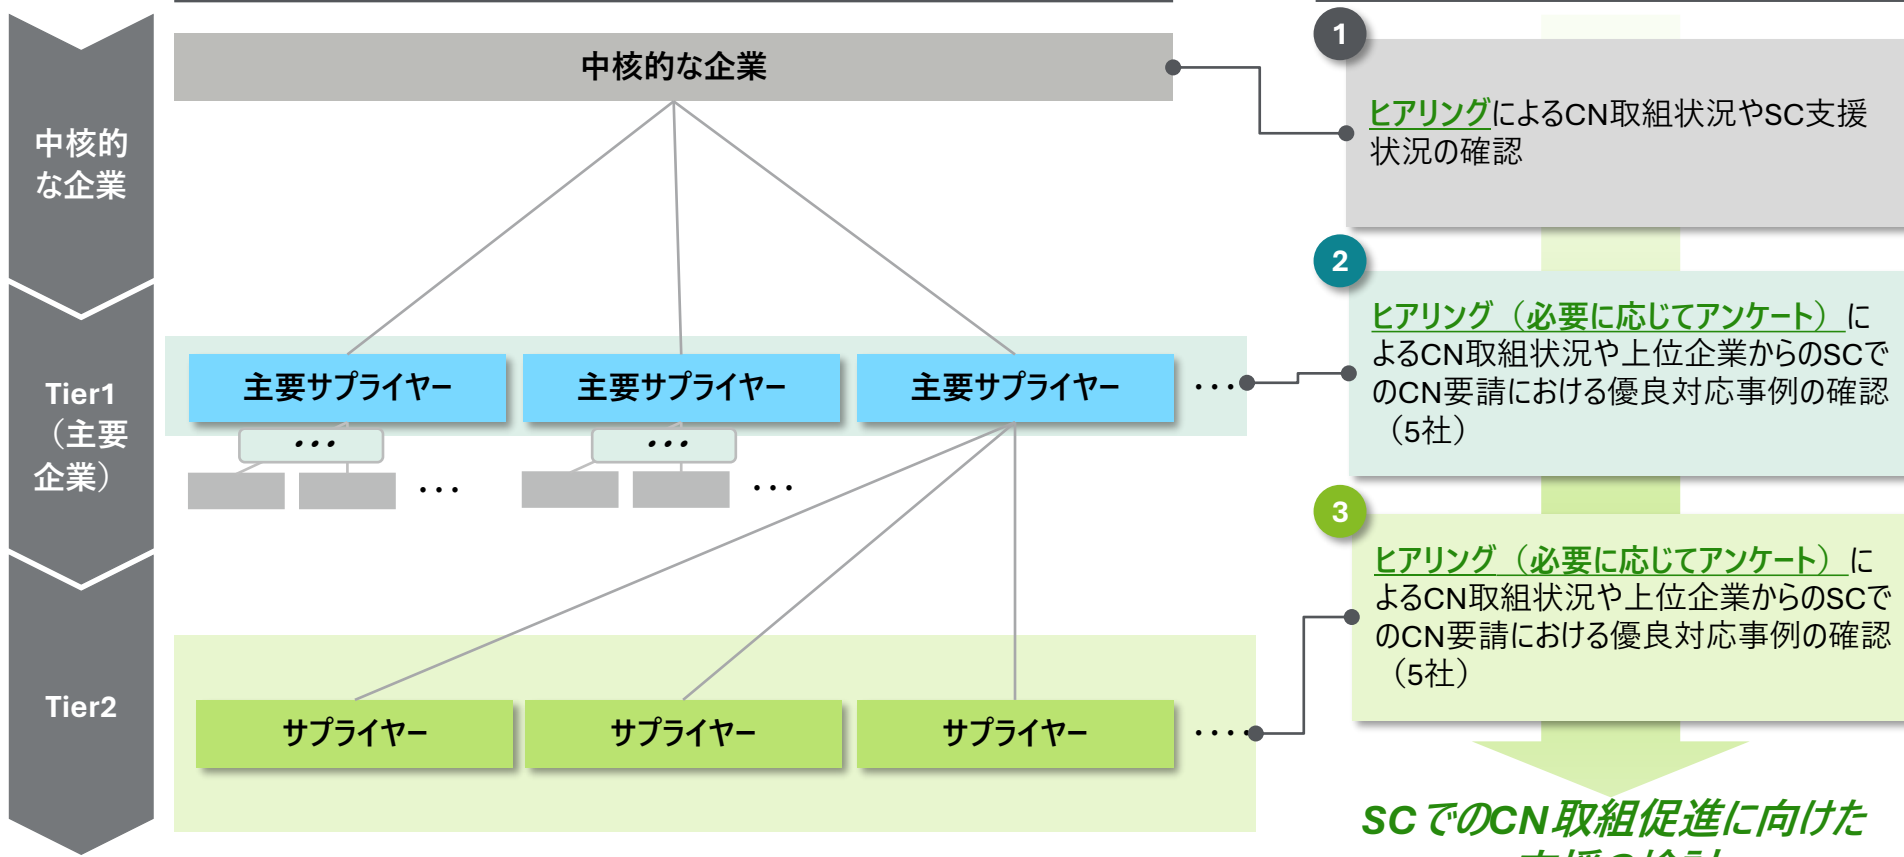 中核的
な企業
Tier1
（主要
企業）
Tier2
中核的な企業
主要サプライヤー
主要サプライヤー
主要サプライヤー
・・・
・・・
・・・
・・・
・・・
サプライヤー
サプライヤー
サプライヤー
・・・・
1
ヒアリングによるCN取組状況やSC支援
状況の確認
2
ヒアリング（必要に応じてアンケート）に
よるCN取組状況や上位企業からのSCで
のCN要請における優良対応事例の確認
（5社）
3
ヒアリング（必要に応じてアンケート）に
よるCN取組状況や上位企業からのSCで
のCN要請における優良対応事例の確認
（5社）
SCでのCN取組促進に向けた